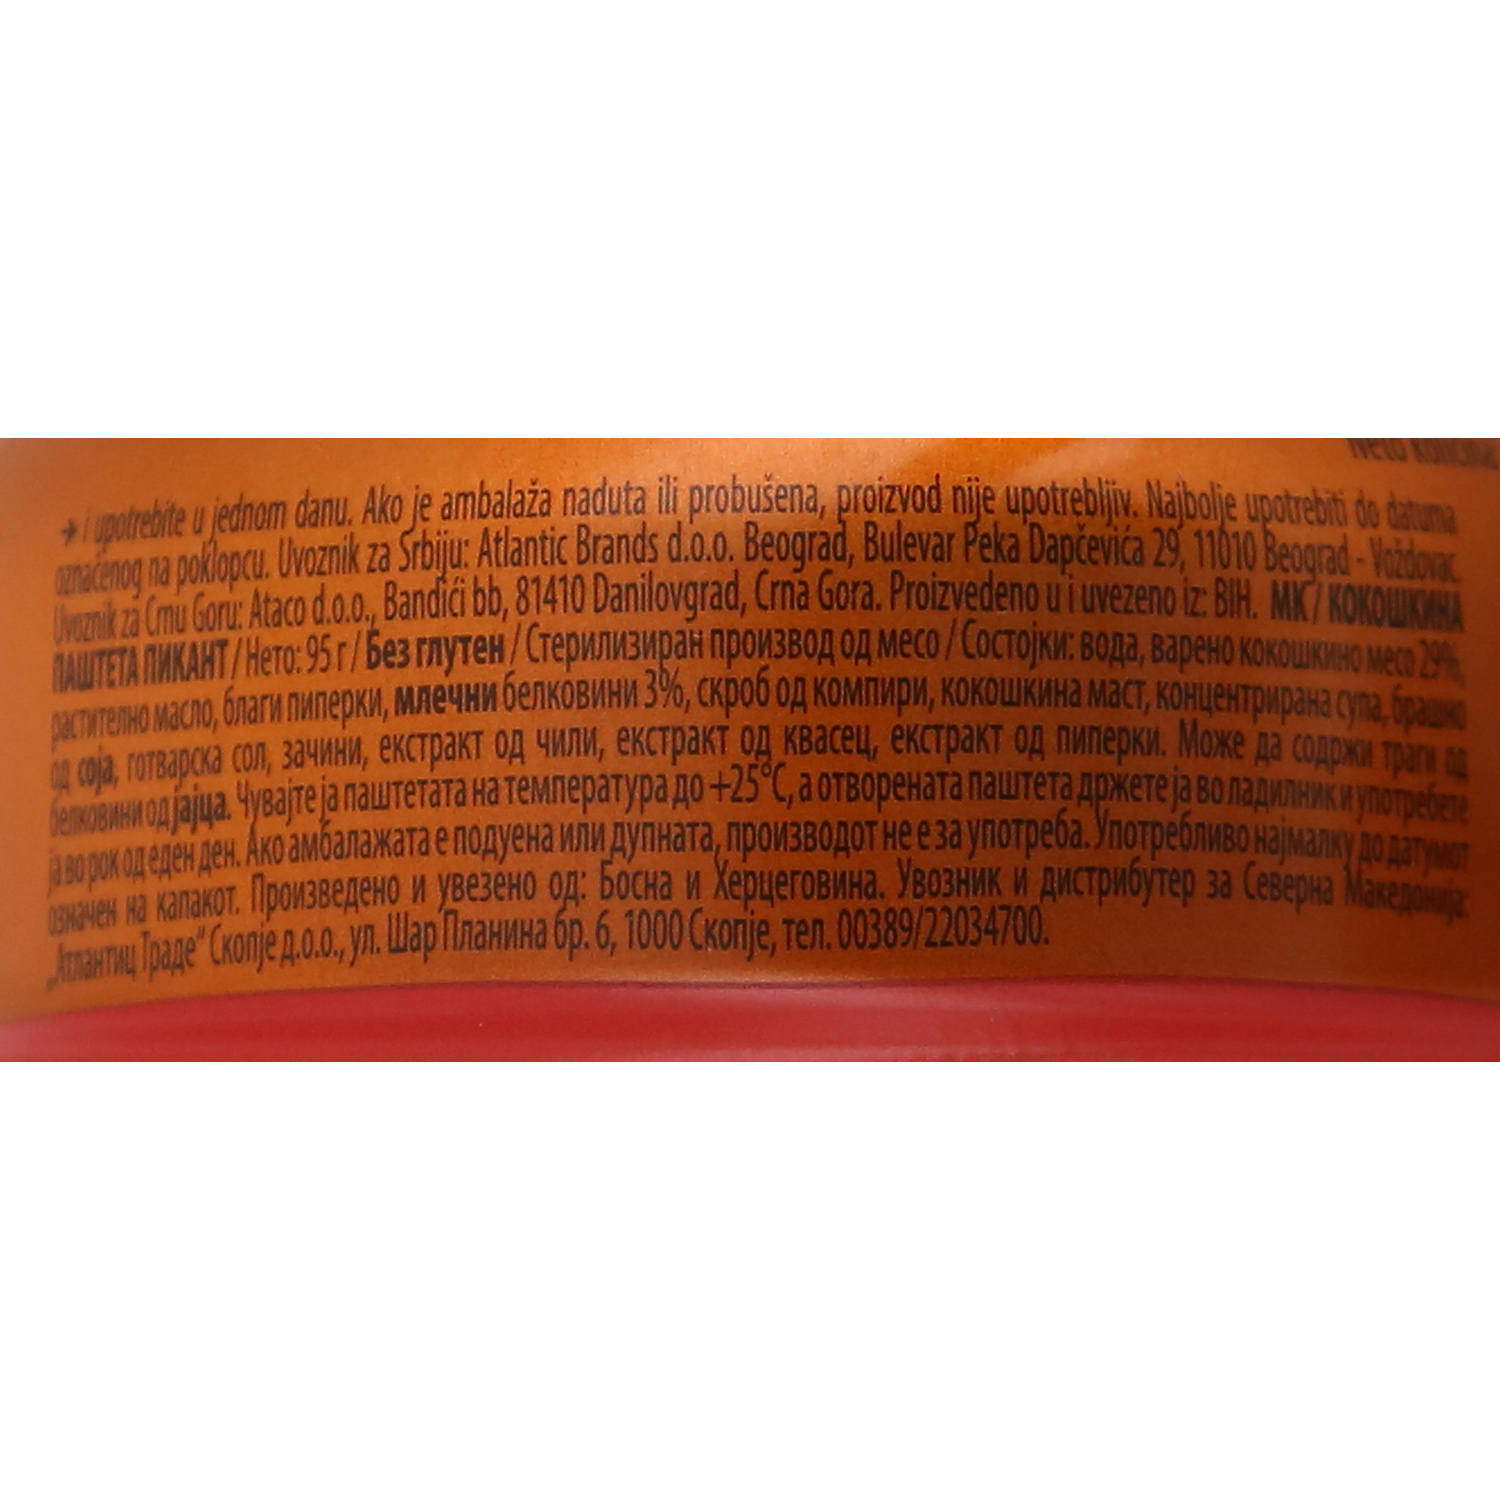 Neto količina
→ i upotrebite u jednom danu. Ako je ambalaža naduta ili probušena, proizvod nije upotrebljiv. Najbolje upotrebiti do datuma
označenog na poklopcu. Uvoznik za Srbiju: Atlantic Brands d.o.o. Beograd, Bulevar Peka Dapčevića 29, 11010 Beograd - Voždovac.
Uvoznik za Crnu Goru: Ataco d.o.o., Bandići bb, 81410 Danilovgrad, Crna Gora. Proizvedeno u i uvezeno iz: BIH. МК / КОКОШКИНА
ПАШТЕТА ПИКАНТ / Нето: 95 г / Без глутен / Стерилизиран производ од месо / Состојки: вода, варено кокошкино месо 29%,
растително масло, благи пиперки, млечни белковини 3%, скроб од компири, кокошкина маст, концентрирана супа, брашно
од соја, готварска сол, зачини, екстракт од чили, екстракт од квасец, екстракт од пиперки. Може да содржи траги од
белковини од јајца. Чувајте ја паштетата на температура до +25°C, а отворената паштета држете ја во ладилник и употребете
ја во рок од еден ден. Ако амбалажата е подуена или дупната, производот не е за употреба. Употребливо најмалку до датумот
означен на капакот. Произведено и увезено од: Босна и Херцеговина. Увозник и дистрибутер за Северна Македонија:
„Атлантиц Траде“ Скопје д.о.о., ул. Шар Планина бр. 6, 1000 Скопје, тел. 00389/22034700.